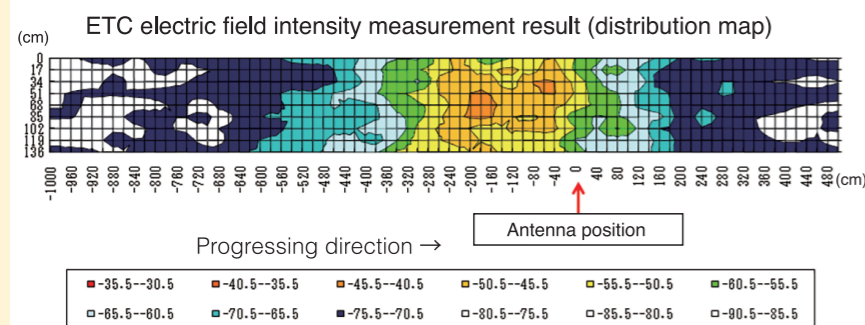 ETC electric field intensity measurement result (distribution map)
(cm)
0
17
34
51
68
85
102
119
136
-1000 -960 -920 -880 -840 -800 -760 -720 -680 -640 -600 -560 -520 -480 -440 -400 -360 -320 -280 -240 -200 -160 -120 -80 -40 0 40 80 120 160 200 240 280 320 360 400 440 480 (cm)
Antenna position
Progressing direction →
-35.5--30.5 -40.5--35.5 -45.5--40.5 -50.5--45.5 -55.5--50.5 -60.5--55.5
-65.5--60.5 -70.5--65.5 -75.5--70.5 -80.5--75.5 -85.5--80.5 -90.5--85.5